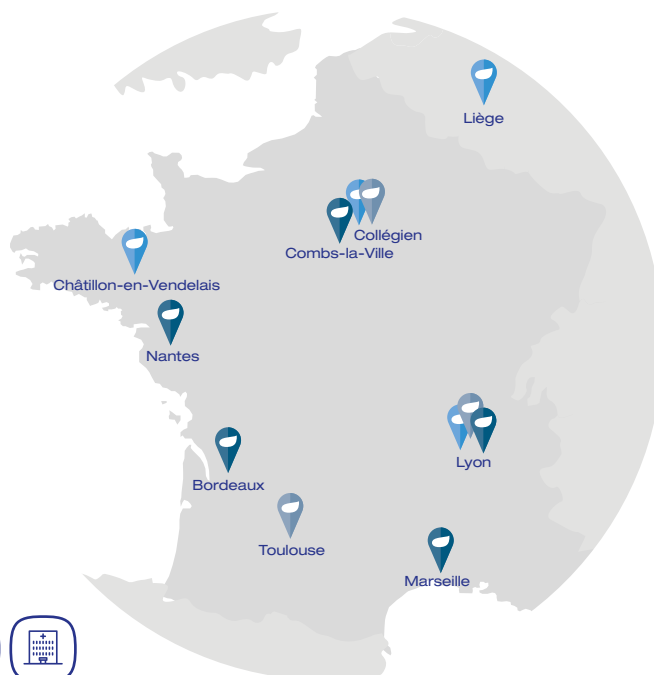 Liège
Collégien
Combs-la-Ville
Châtillon-en-Vendelais
Nantes
Lyon
Bordeaux
Toulouse
Marseille